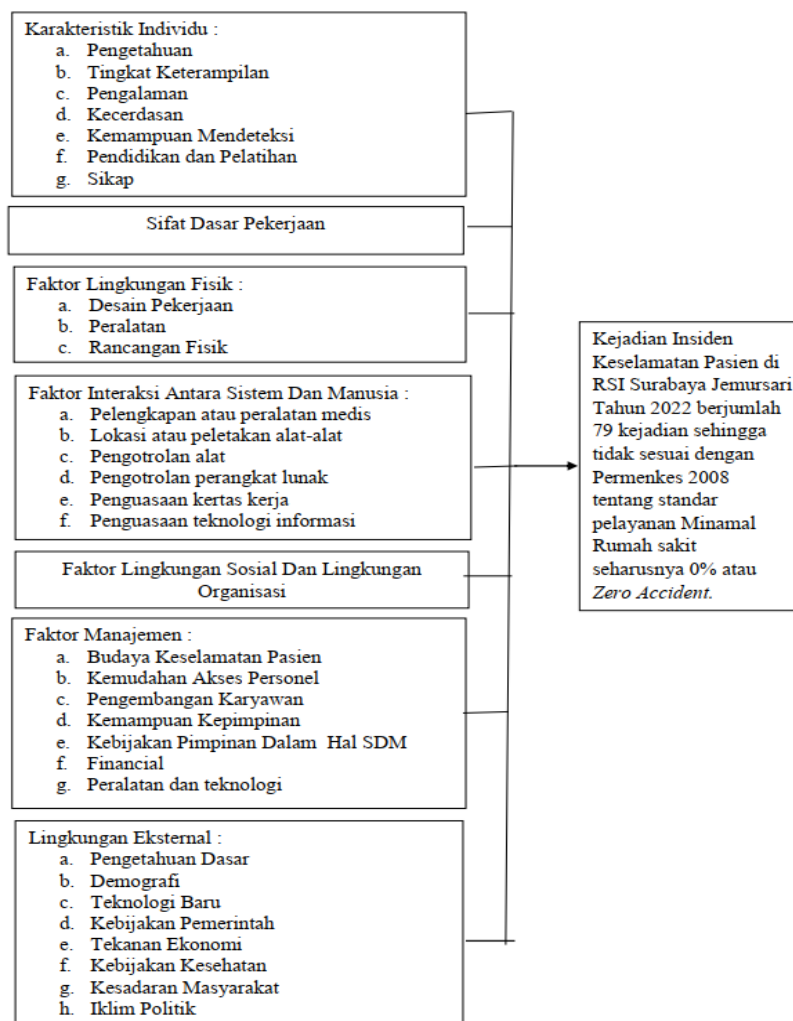 Karakteristik Individu :
a. Pengetahuan
b. Tingkat Keterampilan
c. Pengalaman
d. Kecerdasan
e. Kemampuan Mendeteksi
f. Pendidikan dan Pelatihan
g. Sikap
Sifat Dasar Pekerjaan
Faktor Lingkungan Fisik :
a. Desain Pekerjaan
b. Peralatan
c. Rancangan Fisik
Faktor Interaksi Antara Sistem Dan Manusia :
a. Pelengkapan atau peralatan medis
b. Lokasi atau peletakan alat-alat
c. Pengotrolan alat
d. Pengotrolan perangkat lunak
e. Penguasaan kertas kerja
f. Penguasaan teknologi informasi
Faktor Lingkungan Sosial Dan Lingkungan
Organisasi
Faktor Manajemen :
a. Budaya Keselamatan Pasien
b. Kemudahan Akses Personel
c. Pengembangan Karyawan
d. Kemampuan Kepimpinan
e. Kebijakan Pimpinan Dalam Hal SDM
f. Financial
g. Peralatan dan teknologi
Lingkungan Eksternal :
a. Pengetahuan Dasar
b. Demografi
c. Teknologi Baru
d. Kebijakan Pemerintah
e. Tekanan Ekonomi
f. Kebijakan Kesehatan
g. Kesadaran Masyarakat
h. Iklim Politik
Kejadian Insiden
Keselamatan Pasien di
RSI Surabaya Jemursari
Tahun 2022 berjumlah
79 kejadian sehingga
tidak sesuai dengan
Permenkes 2008
tentang standar
pelayanan Minamal
Rumah sakit
seharusnya 0% atau
Zero Accident.